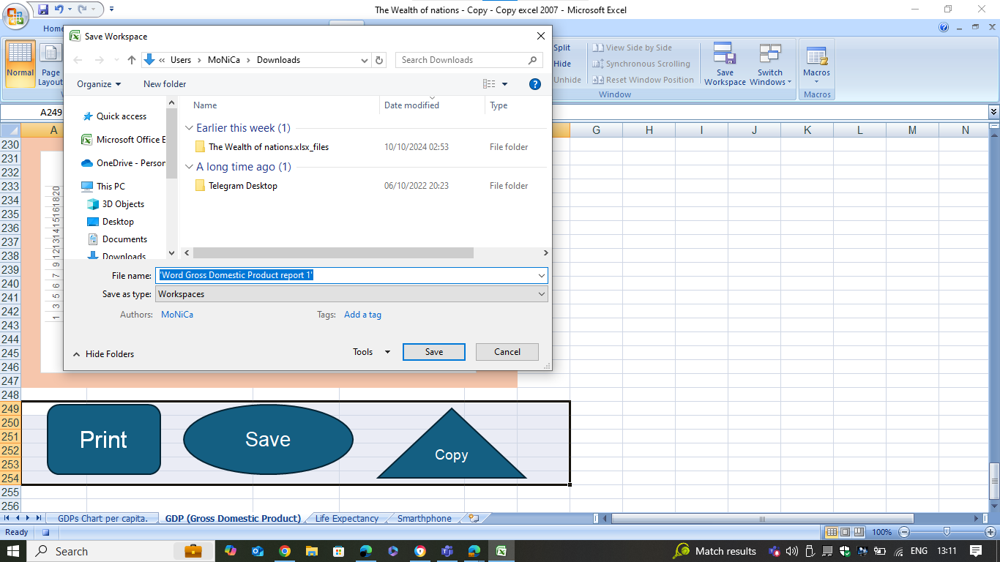 The Wealth of nations - Copy - Copy excel 2007 - Microsoft Excel
Home
Save Workspace
Users MoNiCa Downloads
Search Downloads
Organize New folder
Name Date modified Type
Quick access
Earlier this week (1)
Microsoft Office E
The Wealth of nations.xlsx_files 10/10/2024 02:53 File folder
OneDrive - Person
A long time ago (1)
This PC
Telegram Desktop 06/10/2022 20:23 File folder
3D Objects
Desktop
Documents
Downloads
File name: 'Word Gross Domestic Product report 1'
Save as type: Workspaces
Authors: MoNiCa Tags: Add a tag
Hide Folders Tools Save Cancel
Normal
Page
Layout
Split
Hide
Unhide
View Side by Side
Synchronous Scrolling
Reset Window Position
Window
Save
Workspace
Switch
Windows
Macros
Macros
A249
A G H I J K L M N
230
231
232
233
234
235
236
237
238
239
240
241
242
243
244
245
246
247
248
249
250
251
252
253
254
255
256
1 3 5 6 7 9 12 13 14 15 16 18 20
Print Save Copy
GDPs Chart per capita. GDP (Gross Domestic Product) Life Expectancy Smarthphone
Ready 100%
Search Match results ENG 13:11